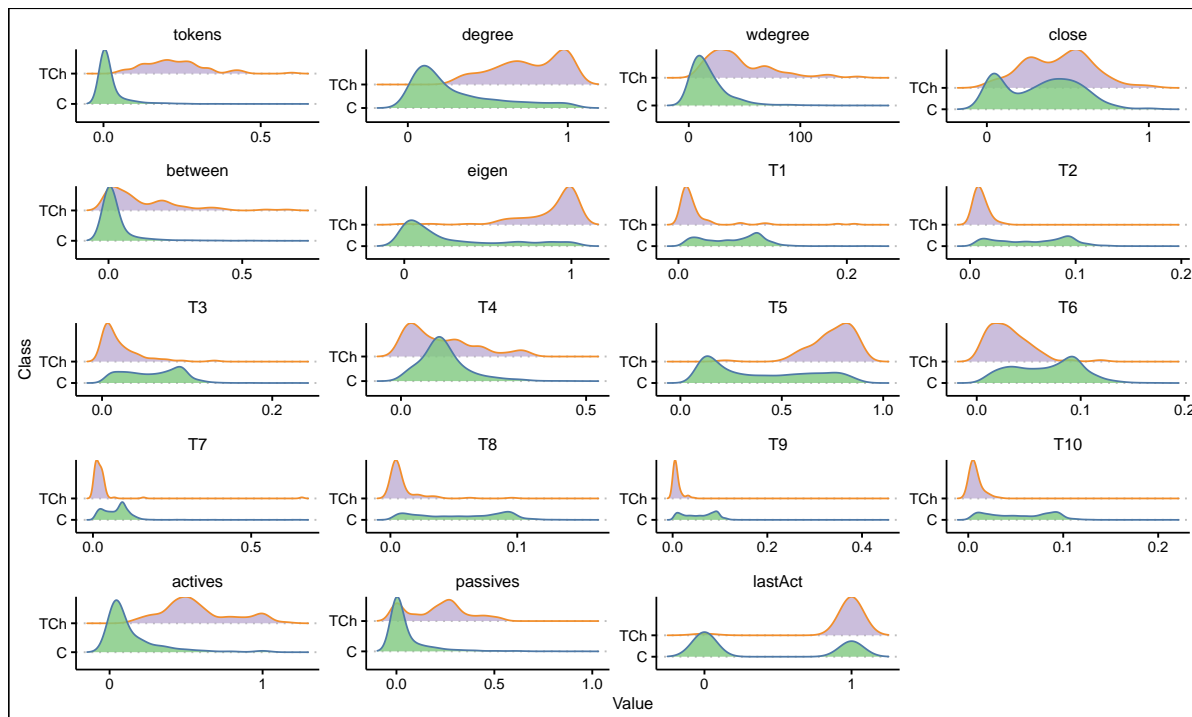 tokens degree wdegree close
TCh TCh TCh TCh
C C C C
0.0 0.5 0 1 0 100 0 1
between eigen T1 T2
TCh TCh TCh TCh
C C C C
0.0 0.5 0 1 0.0 0.2 0.0 0.1 0.2
T3 T4 T5 T6
TCh TCh TCh TCh
C C C C
0.0 0.2 0.0 0.5 0.0 0.5 1.0 0.0 0.1 0.2
Class
T7 T8 T9 T10
TCh TCh TCh TCh
C C C C
0.0 0.5 0.0 0.1 0.0 0.2 0.4 0.0 0.1 0.2
actives passives lastAct
TCh TCh TCh
C C C
0 1 0.0 0.5 1.0 0 1
Value